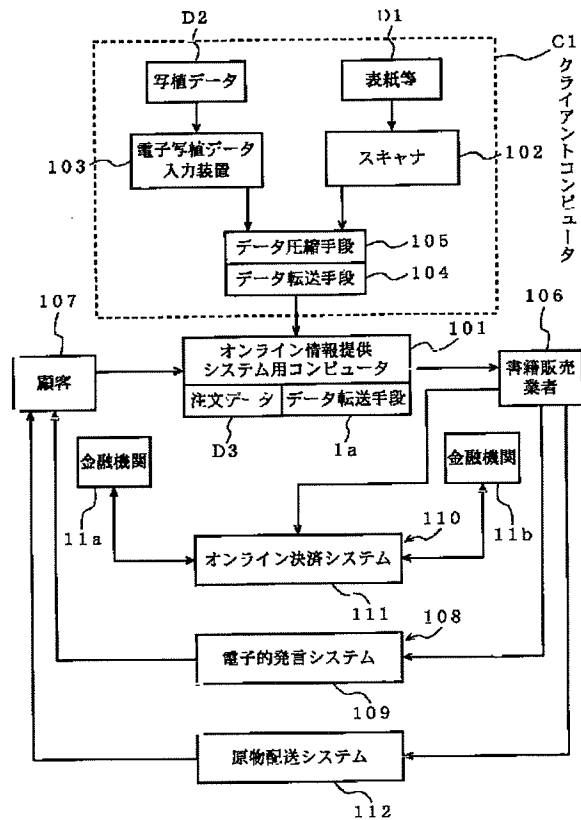 D2
D1
C1
写植データ
表紙等
クライアントコンピュータ
103
電子写植データ
入力装置
スキャナ
102
データ圧縮手段
105
データ転送手段
104
107
101
106
顧客
オンライン情報提供
システム用コンピュータ
書籍販売
業者
注文データ
データ転送手段
D3
1a
金融機関
金融機関
11a
11b
110
オンライン決済システム
111
108
電子的発言システム
109
原物配送システム
112